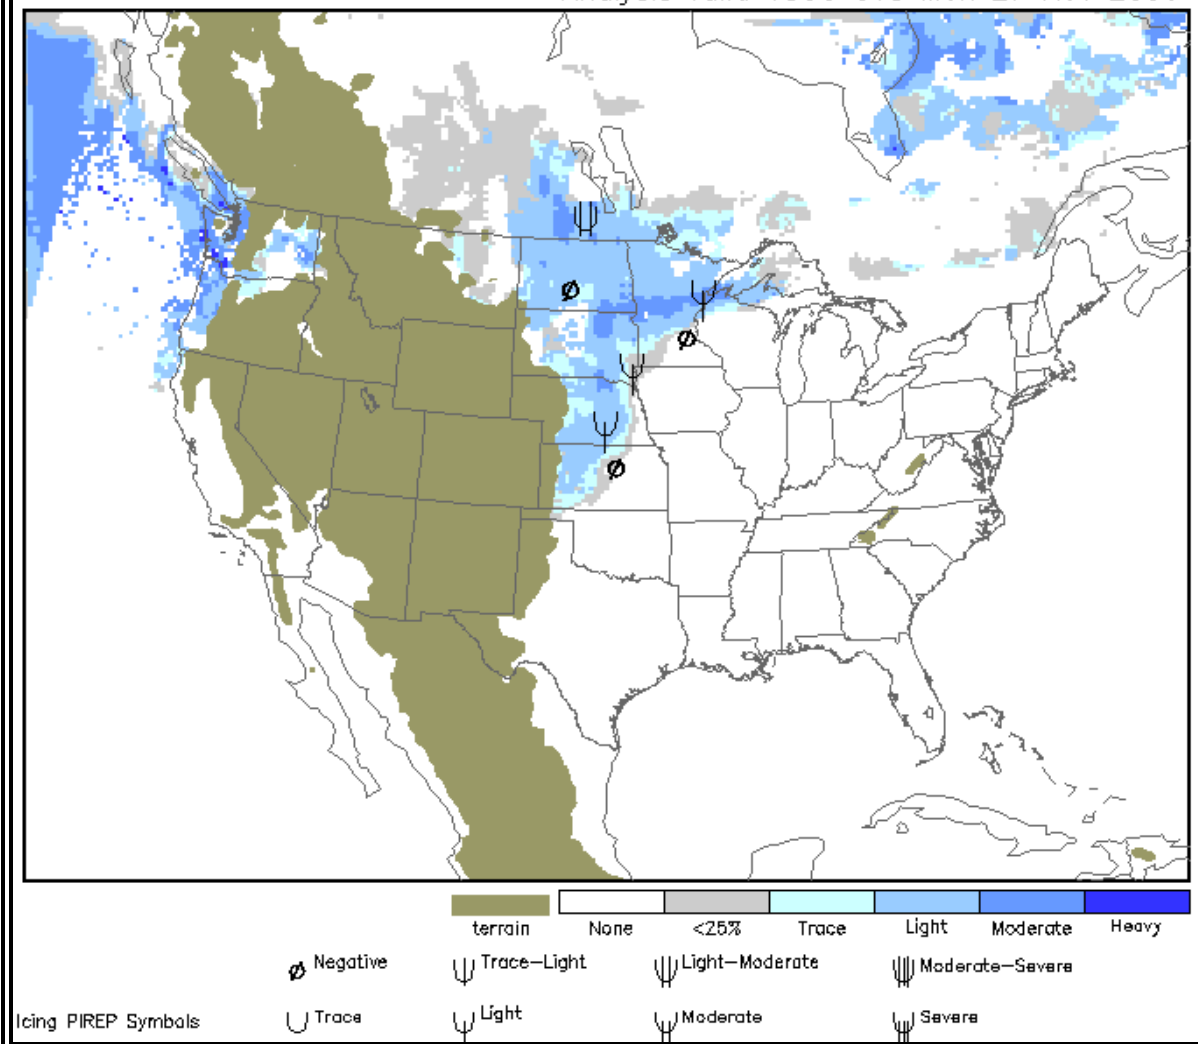 terrain None <25% Trace Light Moderate Heavy
Negative Trace-Light Light-Moderate Moderate-Severe
Icing PIREP Symbols Trace Light Moderate Severe